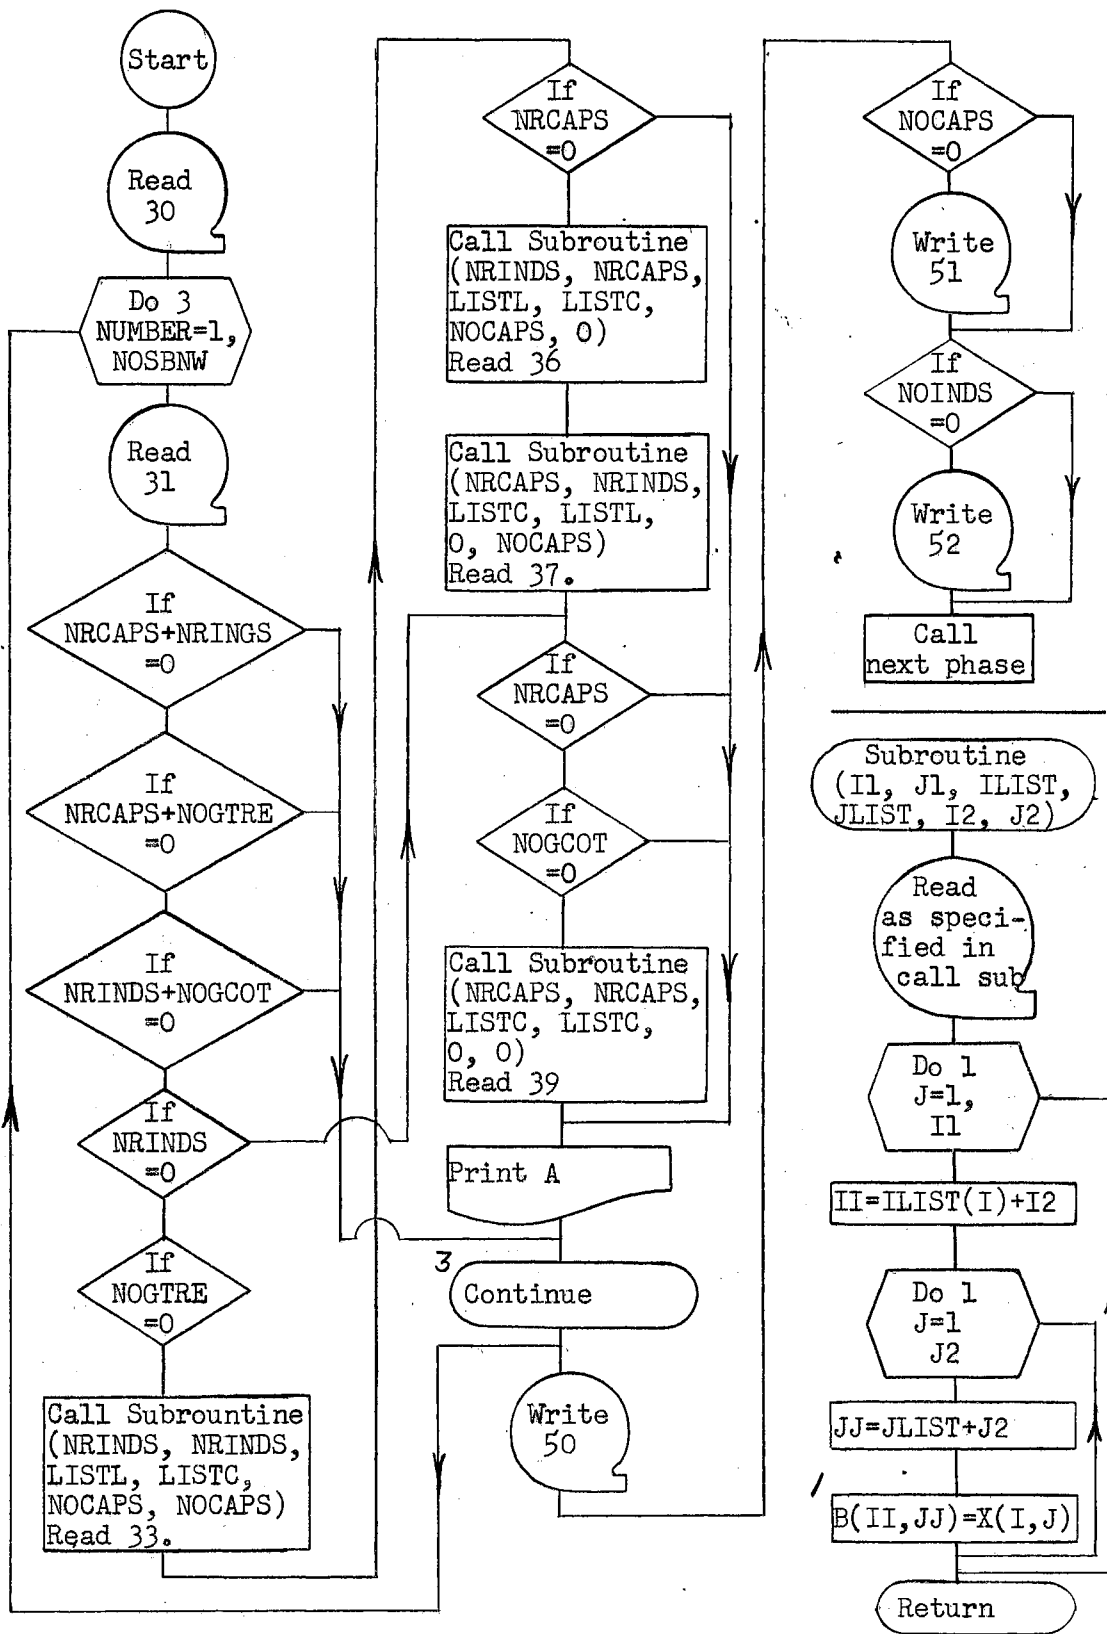 Start
Read
30
Do 3
NUMBER=1,
NOSBNW
Read
31
If
NRCAPS+NRINGS
=0
If
NRCAPS+NOGTRE
=0
If
NRINDS+NOGCOT
=0
If
NRINDS
=0
If
NOGTRE
=0
Call Subrountine
(NRINDS, NRINDS,
LISTL, LISTC,
NOCAPS, NOCAPS)
Read 33.
If
NRCAPS
=0
Call Subroutine
(NRINDS, NRCAPS,
LISTL, LISTC,
NOCAPS, 0)
Read 36
Call Subroutine
(NRCAPS, NRINDS,
LISTC, LISTL,
0, NOCAPS)
Read 37.
If
NRCAPS
=0
If
NOGCOT
=0
Call Subroutine
(NRCAPS, NRCAPS,
LISTC, LISTC,
0, 0)
Read 39
Print A
3
Continue
Write
50
If
NOCAPS
=0
Write
51
If
NOINDS
=0
Write
52
Call
next phase
Subroutine
(I1, J1, ILIST,
JLIST, I2, J2)
Read
as speci-
fied in
call sub
Do 1
J=1,
I1
II=ILIST(I)+I2
Do 1
J=1
J2
JJ=JLIST+J2
B(II,JJ)=X(I,J)
Return